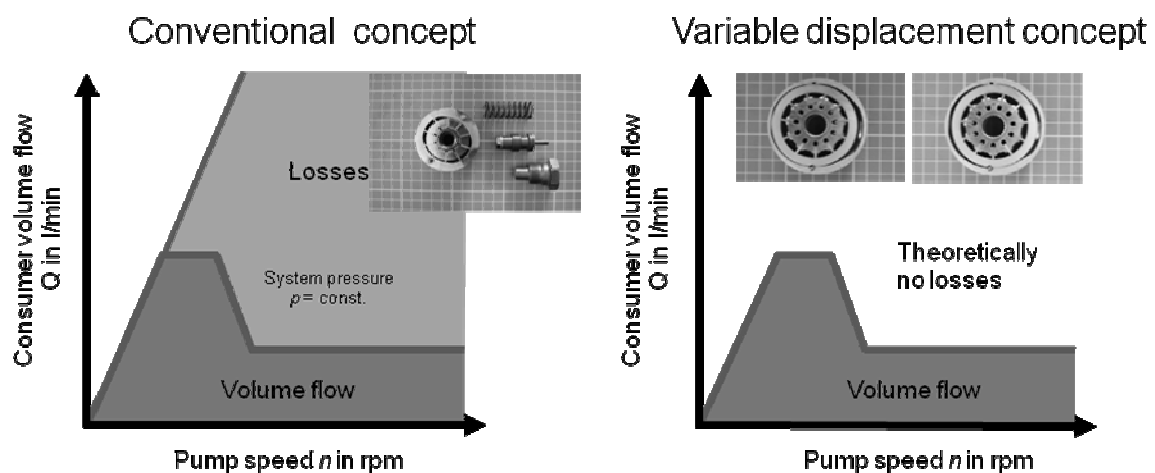 Conventional concept
Consumer volume flow
Q in l/min
Losses
System pressure
p = const.
Volume flow
Pump speed n in rpm
Variable displacement concept
Consumer volume flow
Q in l/min
Theoretically
no losses
Volume flow
Pump speed n in rpm